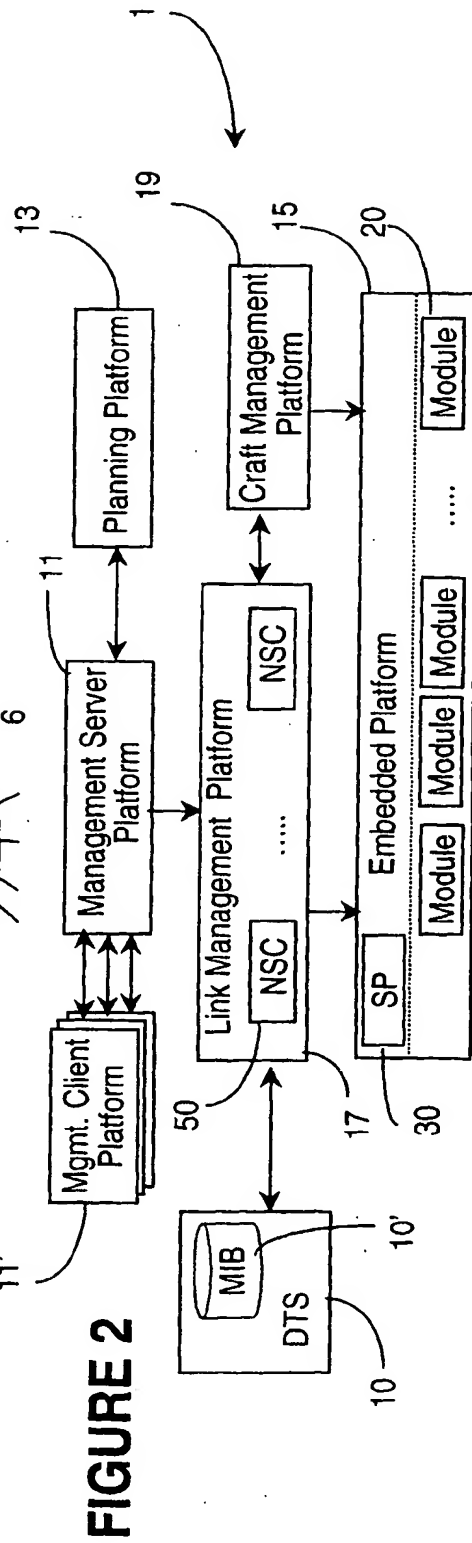 FIGURE 2
6
1
11'
Mgmt. Client
Platform
11
Management Server
Platform
13
Planning Platform
10
DTS
MIB
10'
17
Link Management Platform
50
NSC
.....
NSC
19
Craft Management
Platform
15
Embedded Platform
30
SP
Module
Module
Module
.....
Module
20